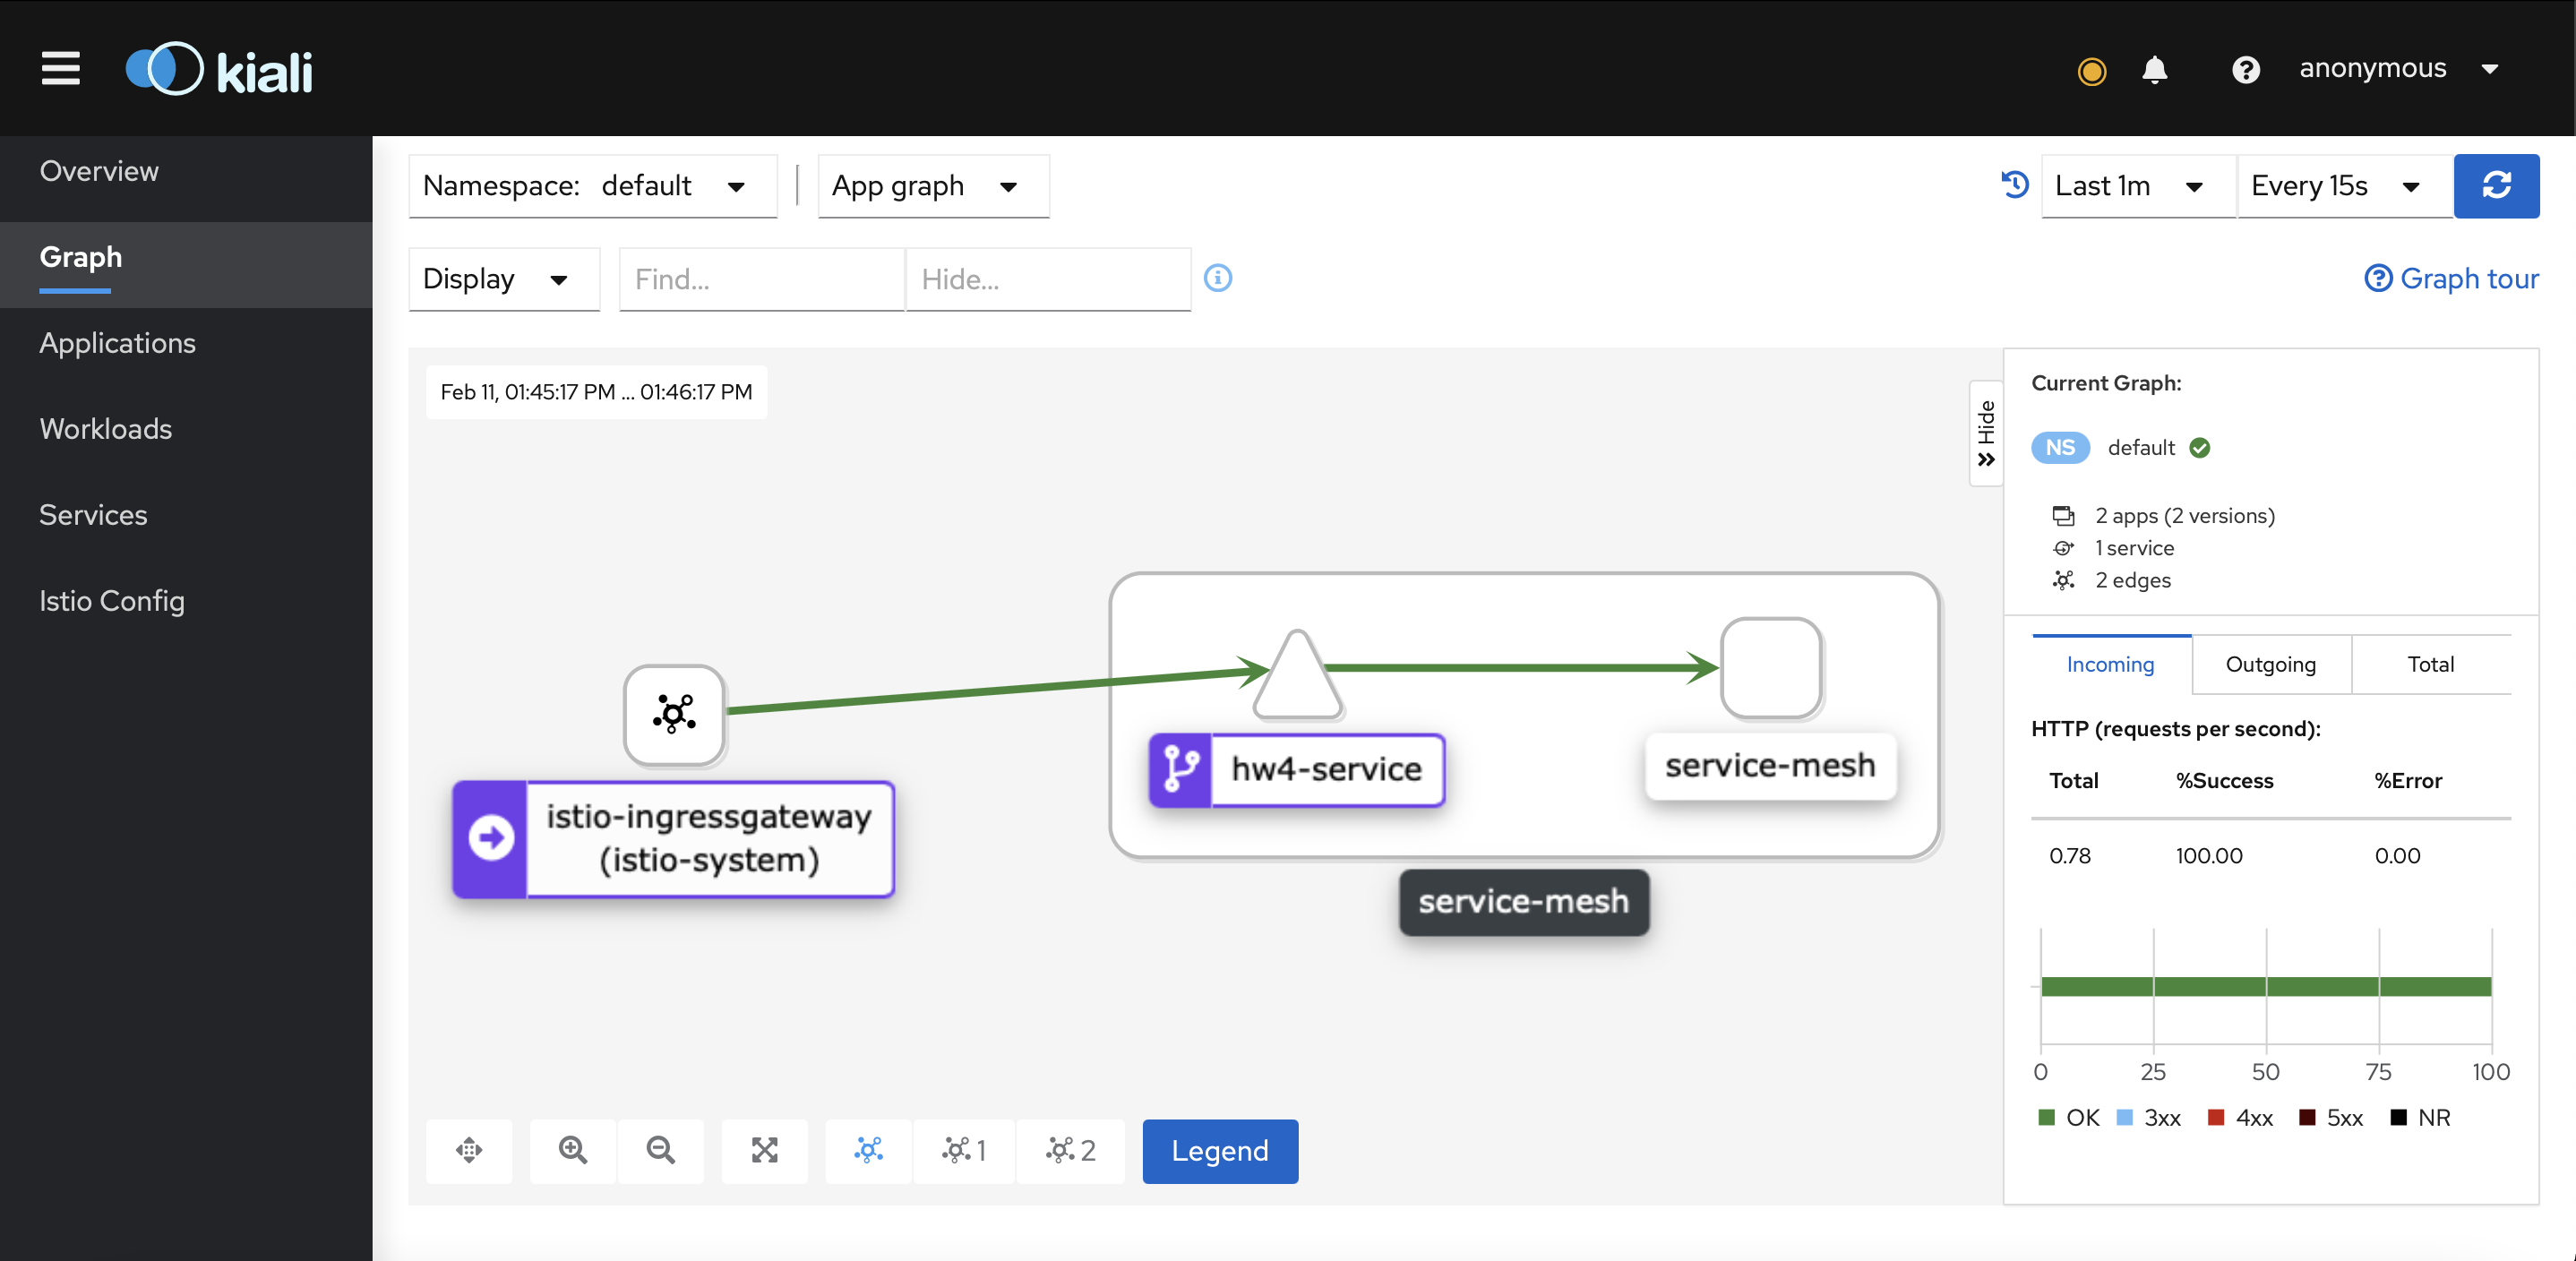 kiali
anonymous
Overview
Graph
Applications
Workloads
Services
Istio Config
Namespace: default
App graph
Last 1m
Every 15s
Display
Find...
Hide...
Graph tour
Feb 11, 01:45:17 PM ... 01:46:17 PM
Hide
istio-ingressgateway
(istio-system)
hw4-service
service-mesh
service-mesh
1
2
Legend
Current Graph:
NS default
2 apps (2 versions)
1 service
2 edges
Incoming Outgoing Total
HTTP (requests per second):
Total %Success %Error
0.78 100.00 0.00
0 25 50 75 100
OK 3xx 4xx 5xx NR